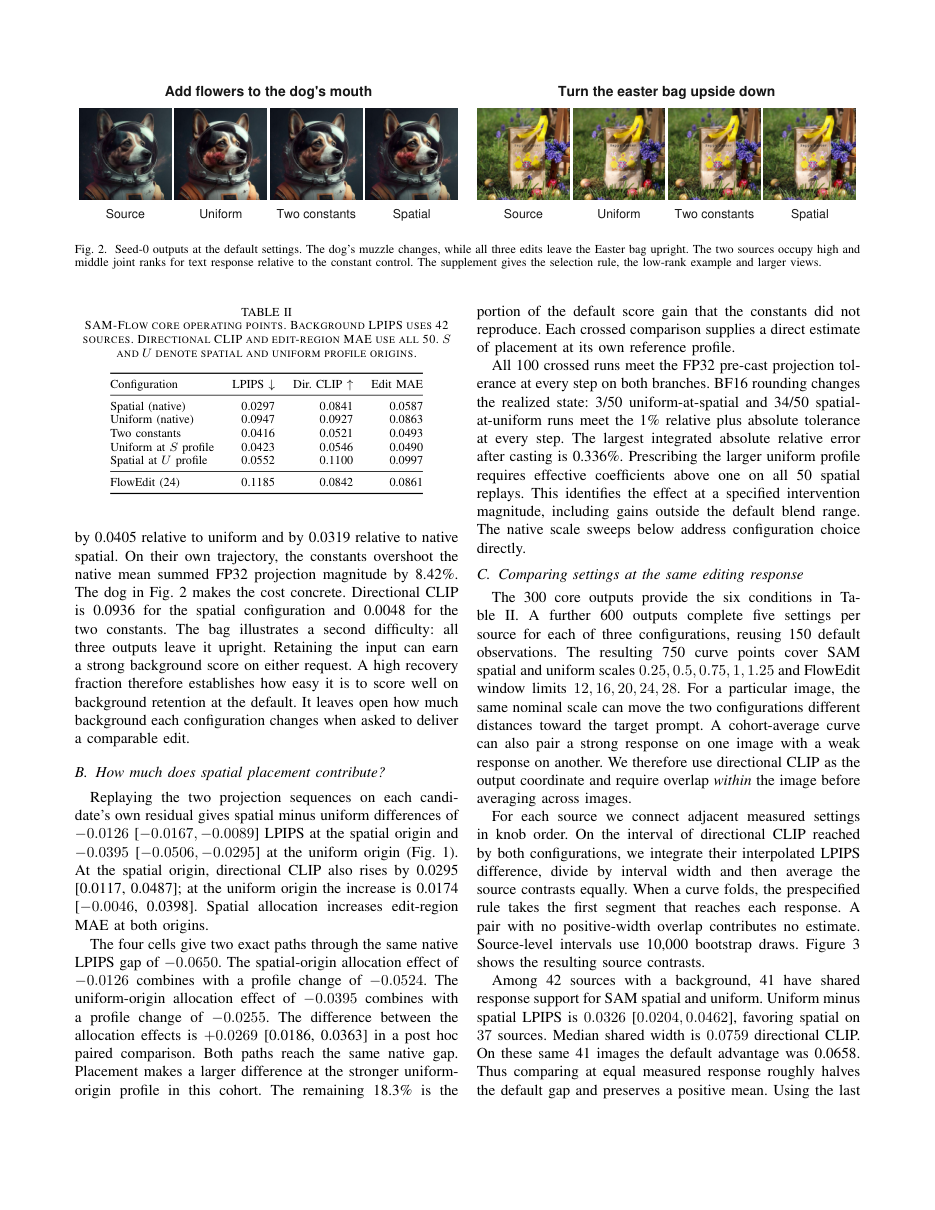 Add flowers to the dog's mouth
Source
Uniform
Two constants
Spatial
Turn the easter bag upside down
Source
Uniform
Two constants
Spatial
Fig. 2. Seed-0 outputs at the default settings. The dog's muzzle changes, while all three edits leave the Easter bag upright. The two sources occupy high and
middle joint ranks for text response relative to the constant control. The supplement gives the selection rule, the low-rank example and larger views.
TABLE II
SAM-FLOW CORE OPERATING POINTS. BACKGROUND LPIPS USES 42
SOURCES. DIRECTIONAL CLIP AND EDIT-REGION MAE USE ALL 50. S
AND U DENOTE SPATIAL AND UNIFORM PROFILE ORIGINS.
Configuration LPIPS ↓ Dir. CLIP ↑ Edit MAE
Spatial (native) 0.0297 0.0841 0.0587
Uniform (native) 0.0947 0.0927 0.0863
Two constants 0.0416 0.0521 0.0493
Uniform at S profile 0.0423 0.0546 0.0490
Spatial at U profile 0.0552 0.1100 0.0997
FlowEdit (24) 0.1185 0.0842 0.0861
by 0.0405 relative to uniform and by 0.0319 relative to native
spatial. On their own trajectory, the constants overshoot the
native mean summed FP32 projection magnitude by 8.42%.
The dog in Fig. 2 makes the cost concrete. Directional CLIP
is 0.0936 for the spatial configuration and 0.0048 for the
two constants. The bag illustrates a second difficulty: all
three outputs leave it upright. Retaining the input can earn
a strong background score on either request. A high recovery
fraction therefore establishes how easy it is to score well on
background retention at the default. It leaves open how much
background each configuration changes when asked to deliver
a comparable edit.
B. How much does spatial placement contribute?
Replaying the two projection sequences on each candi-
date's own residual gives spatial minus uniform differences of
−0.0126 [−0.0167, −0.0089] LPIPS at the spatial origin and
−0.0395 [−0.0506, −0.0295] at the uniform origin (Fig. 1).
At the spatial origin, directional CLIP also rises by 0.0295
[0.0117, 0.0487]; at the uniform origin the increase is 0.0174
[−0.0046, 0.0398]. Spatial allocation increases edit-region
MAE at both origins.
The four cells give two exact paths through the same native
LPIPS gap of −0.0650. The spatial-origin allocation effect of
−0.0126 combines with a profile change of −0.0524. The
uniform-origin allocation effect of −0.0395 combines with
a profile change of −0.0255. The difference between the
allocation effects is +0.0269 [0.0186, 0.0363] in a post hoc
paired comparison. Both paths reach the same native gap.
Placement makes a larger difference at the stronger uniform-
origin profile in this cohort. The remaining 18.3% is the
portion of the default score gain that the constants did not
reproduce. Each crossed comparison supplies a direct estimate
of placement at its own reference profile.
All 100 crossed runs meet the FP32 pre-cast projection tol-
erance at every step on both branches. BF16 rounding changes
the realized state: 3/50 uniform-at-spatial and 34/50 spatial-
at-uniform runs meet the 1% relative plus absolute tolerance
at every step. The largest integrated absolute relative error
after casting is 0.336%. Prescribing the larger uniform profile
requires effective coefficients above one on all 50 spatial
replays. This identifies the effect at a specified intervention
magnitude, including gains outside the default blend range.
The native scale sweeps below address configuration choice
directly.
C. Comparing settings at the same editing response
The 300 core outputs provide the six conditions in Ta-
ble II. A further 600 outputs complete five settings per
source for each of three configurations, reusing 150 default
observations. The resulting 750 curve points cover SAM
spatial and uniform scales 0.25, 0.5, 0.75, 1, 1.25 and FlowEdit
window limits 12, 16, 20, 24, 28. For a particular image, the
same nominal scale can move the two configurations different
distances toward the target prompt. A cohort-average curve
can also pair a strong response on one image with a weak
response on another. We therefore use directional CLIP as the
output coordinate and require overlap within the image before
averaging across images.
For each source we connect adjacent measured settings
in knob order. On the interval of directional CLIP reached
by both configurations, we integrate their interpolated LPIPS
difference, divide by interval width and then average the
source contrasts equally. When a curve folds, the prespecified
rule takes the first segment that reaches each response. A
pair with no positive-width overlap contributes no estimate.
Source-level intervals use 10,000 bootstrap draws. Figure 3
shows the resulting source contrasts.
Among 42 sources with a background, 41 have shared
response support for SAM spatial and uniform. Uniform minus
spatial LPIPS is 0.0326 [0.0204, 0.0462], favoring spatial on
37 sources. Median shared width is 0.0759 directional CLIP.
On these same 41 images the default advantage was 0.0658.
Thus comparing at equal measured response roughly halves
the default gap and preserves a positive mean. Using the last